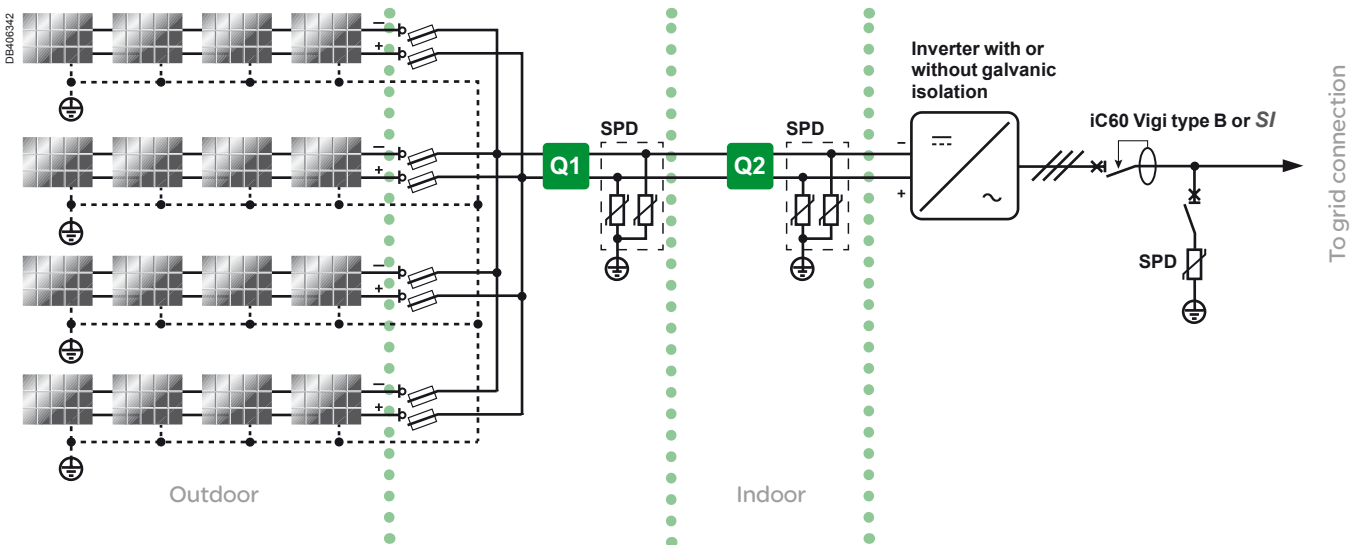 DB406342
−
+
−
+
−
+
−
+
Q1
SPD
Q2
SPD
−
+
Inverter with or
without galvanic
isolation
iC60 Vigi type B or SI
SPD
To grid connection
Outdoor
Indoor